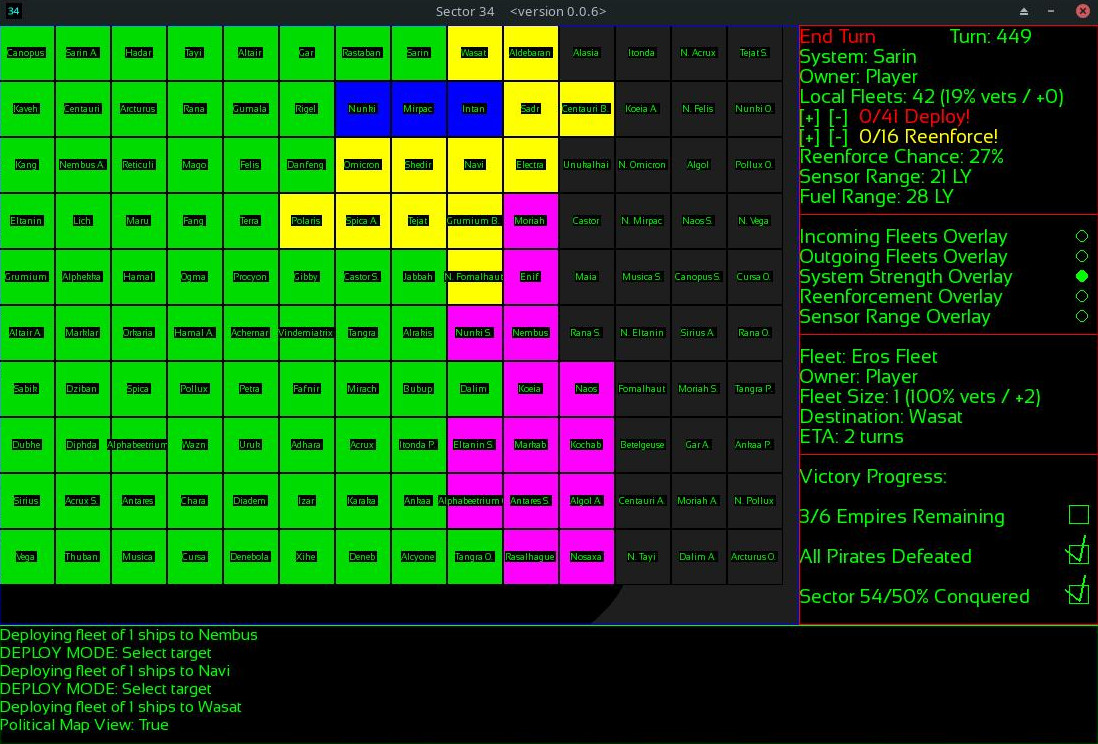 34 Sector 34 <version 0.0.6>
Canopus Sarin A. Hadar Tayi Altair Gar Rastaban Sarin Wasat Aldebaran Alasia Itonda N. Acrux Tejat S.
Kaveh Centauri Arcturus Rana Gumala Rigel Nunki Mirpac Intan Sadr Centauri B. Koeia A. N. Felis Nunki O.
Kang Nembus A. Reticuli Mago Felis Danfeng Omicron Shedir Navi Electra Unukalhai N. Omicron Algol Pollux O.
Eltanin Lich Maru Fang Terra Polaris Spica A. Tejat Grumium B. Moriah Castor N. Mirpac Naos S. N. Vega
Grumium Alphekka Hamal Ogma Procyon Gibby Castor S. Jabbah N. Fomalhaut Enif Maia Musica S. Canopus S. Cursa O.
Altair A. Marklar Orkaria Hamal A. Achernar Vindemiatrix Tangra Alrakis Nunki S. Nembus Rana S. N. Eltanin Sirius A. Rana O.
Sabik Dziban Spica Pollux Petra Fafnir Mirach Bubup Dalim Koeia Naos Fomalhaut Moriah S. Tangra P.
Dubhe Diphda Alphabeetrium Wazn Uruk Adhara Acrux Itonda P. Eltanin S. Markab Kochab Betelgeuse Gar A. Ankaa P.
Sirius Acrux S. Antares Chara Diadem Izar Karaka Ankaa Alphabeetrium Antares S. Algol A. Centauri A. Moriah A. N. Pollux
Vega Thuban Musica Cursa Denebola Xihe Deneb Alcyone Tangra O. Rasalhague Nosaxa N. Tayi Dalim A. Arcturus O.
End Turn Turn: 449
System: Sarin
Owner: Player
Local Fleets: 42 (19% vets / +0)
[+] [-] 0/41 Deploy!
[+] [-] 0/16 Reenforce!
Reenforce Chance: 27%
Sensor Range: 21 LY
Fuel Range: 28 LY
Incoming Fleets Overlay
Outgoing Fleets Overlay
System Strength Overlay
Reenforcement Overlay
Sensor Range Overlay
Fleet: Eros Fleet
Owner: Player
Fleet Size: 1 (100% vets / +2)
Destination: Wasat
ETA: 2 turns
Victory Progress:
3/6 Empires Remaining
All Pirates Defeated
Sector 54/50% Conquered
Deploying fleet of 1 ships to Nembus
DEPLOY MODE: Select target
Deploying fleet of 1 ships to Navi
DEPLOY MODE: Select target
Deploying fleet of 1 ships to Wasat
Political Map View: True